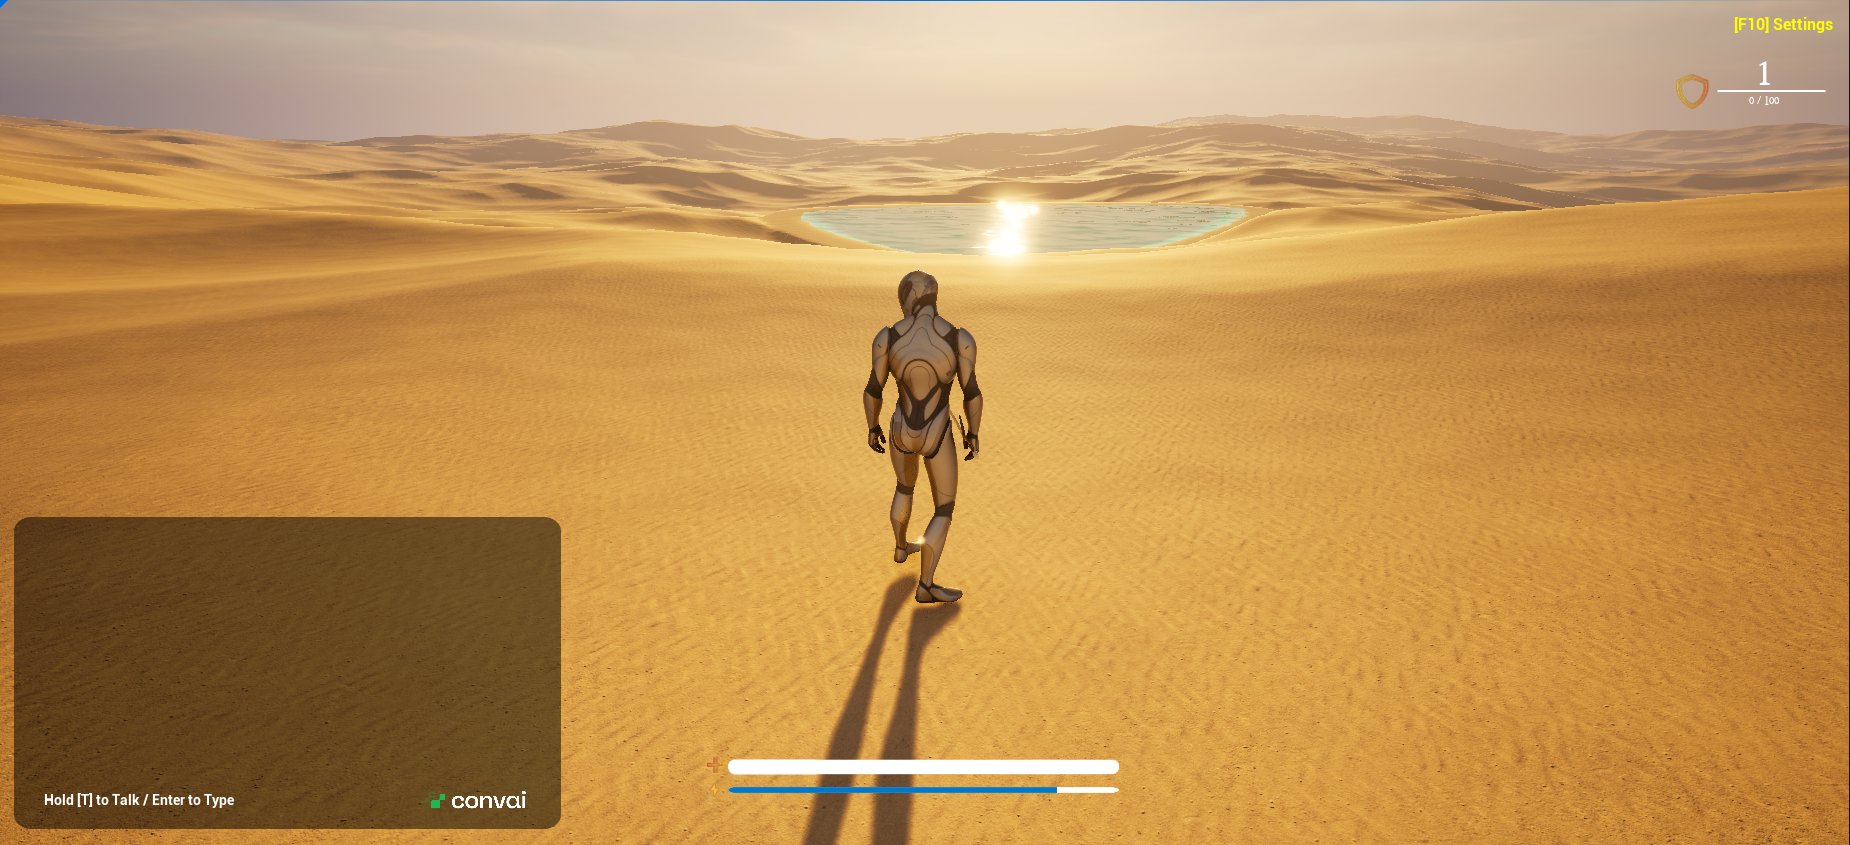 [F10] Settings
1
0 / 100
Hold [T] to Talk / Enter to Type
convai